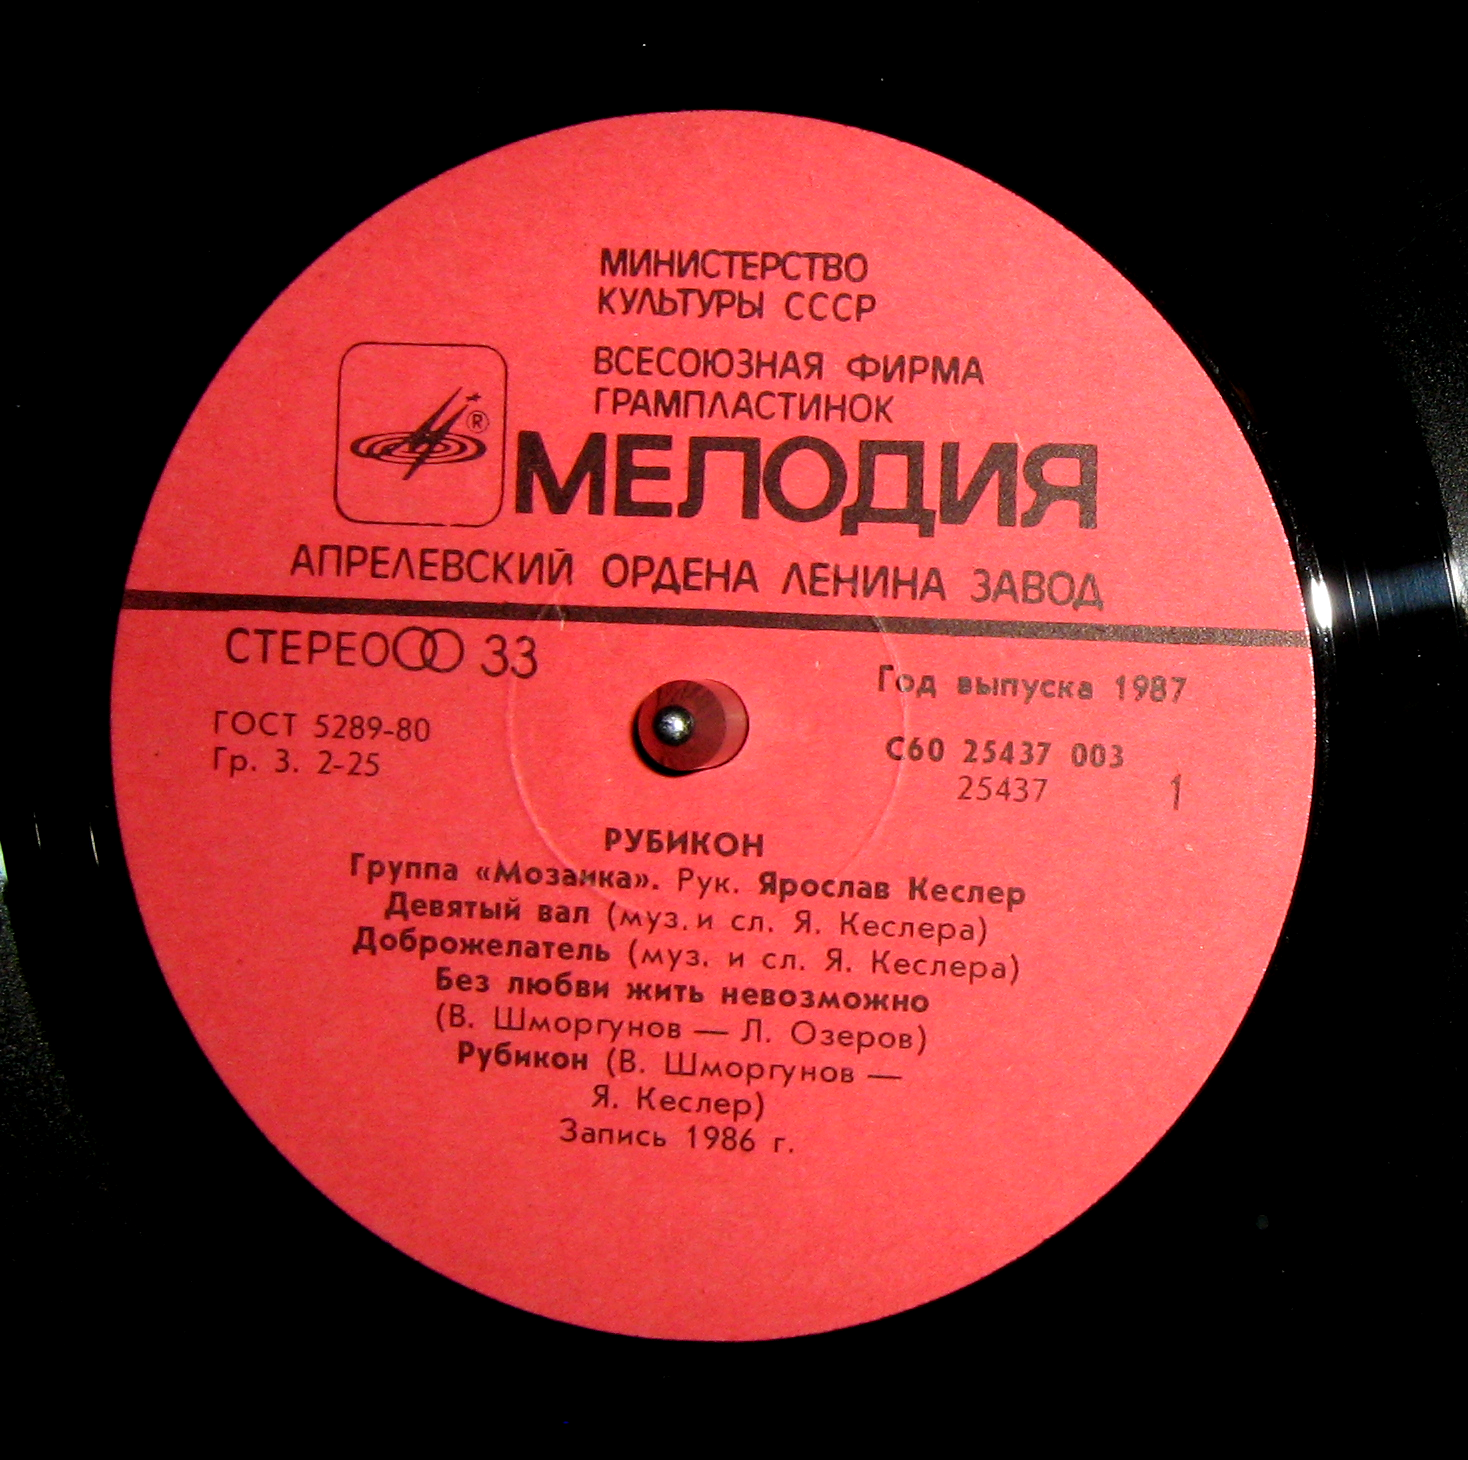 МИНИСТЕРСТВО
КУЛЬТУРЫ СССР
ВСЕСОЮЗНАЯ ФИРМА
ГРАМПЛАСТИНОК
®
МЕЛОДИЯ
АПРЕЛЕВСКИЙ ОРДЕНА ЛЕНИНА ЗАВОД
СТЕРЕО 33
Год выпуска 1987
ГОСТ 5289-80
Гр. 3. 2-25
С60 25437 003
25437 1
РУБИКОН
Группа «Мозаика». Рук. Ярослав Кеслер
Девятый вал (муз. и сл. Я. Кеслера)
Доброжелатель (муз. и сл. Я. Кеслера)
Без любви жить невозможно
(В. Шморгунов — Л. Озеров)
Рубикон (В. Шморгунов —
Я. Кеслер)
Запись 1986 г.